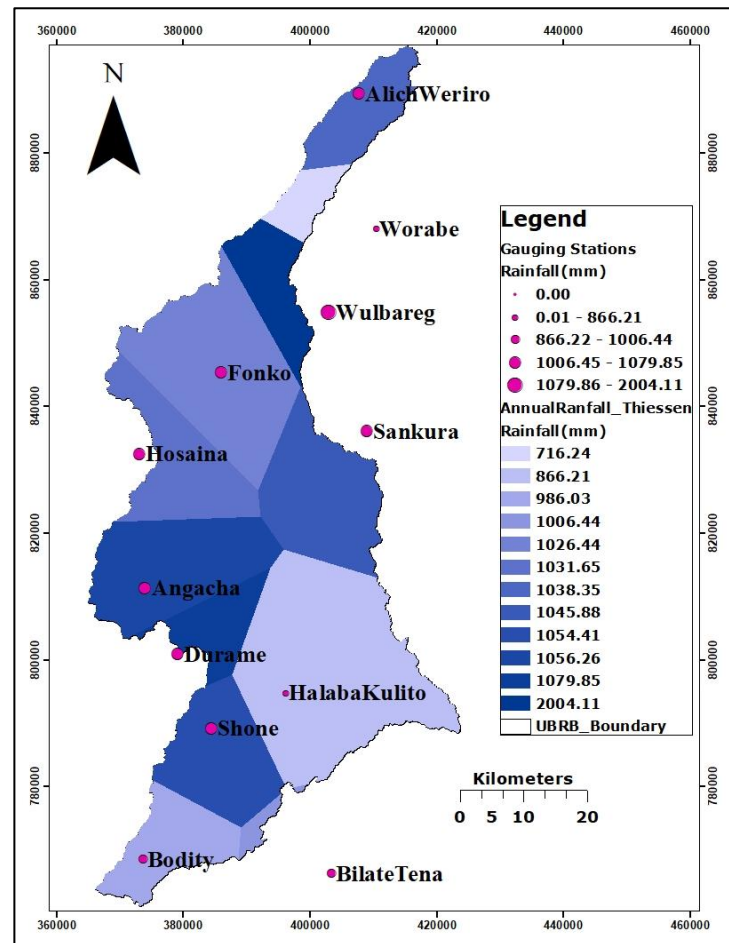 360000 380000 400000 420000 440000 460000
N
AlichWeriro
880000 880000
Worabe
860000 860000
Wulbareg
Fonko
840000 840000
Sankura
Hosaina
820000 820000
Angacha
Durame
800000 800000
HalabaKulito
Shone
780000 780000
Bodity
BilateTena
Legend
Gauging Stations
Rainfall(mm)
0.00
0.01 - 866.21
866.22 - 1006.44
1006.45 - 1079.85
1079.86 - 2004.11
AnnualRanfall_Thiessen
Rainfall(mm)
716.24
866.21
986.03
1006.44
1026.44
1031.65
1038.35
1045.88
1054.41
1056.26
1079.85
2004.11
UBRB_Boundary
Kilometers
0 5 10 20
360000 380000 400000 420000 440000 460000